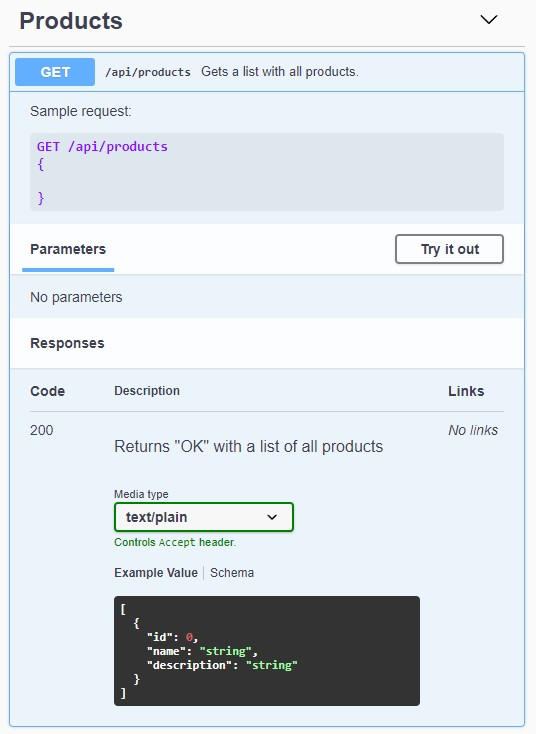 Products
GET /api/products Gets a list with all products.
Sample request:
GET /api/products
{
}
Parameters Try it out
No parameters
Responses
Code Description Links
200 Returns "OK" with a list of all products No links
Media type
text/plain
Controls Accept header.
Example Value Schema
[
{
"id": 0,
"name": "string",
"description": "string"
}
]